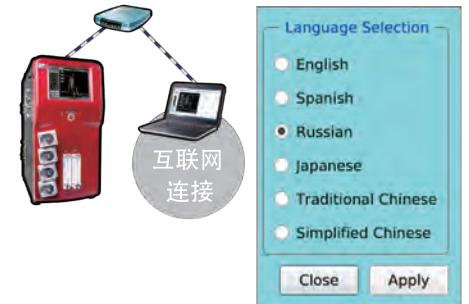 互联网
连接
Language Selection
English
Spanish
Russian
Japanese
Traditional Chinese
Simplified Chinese
Close
Apply